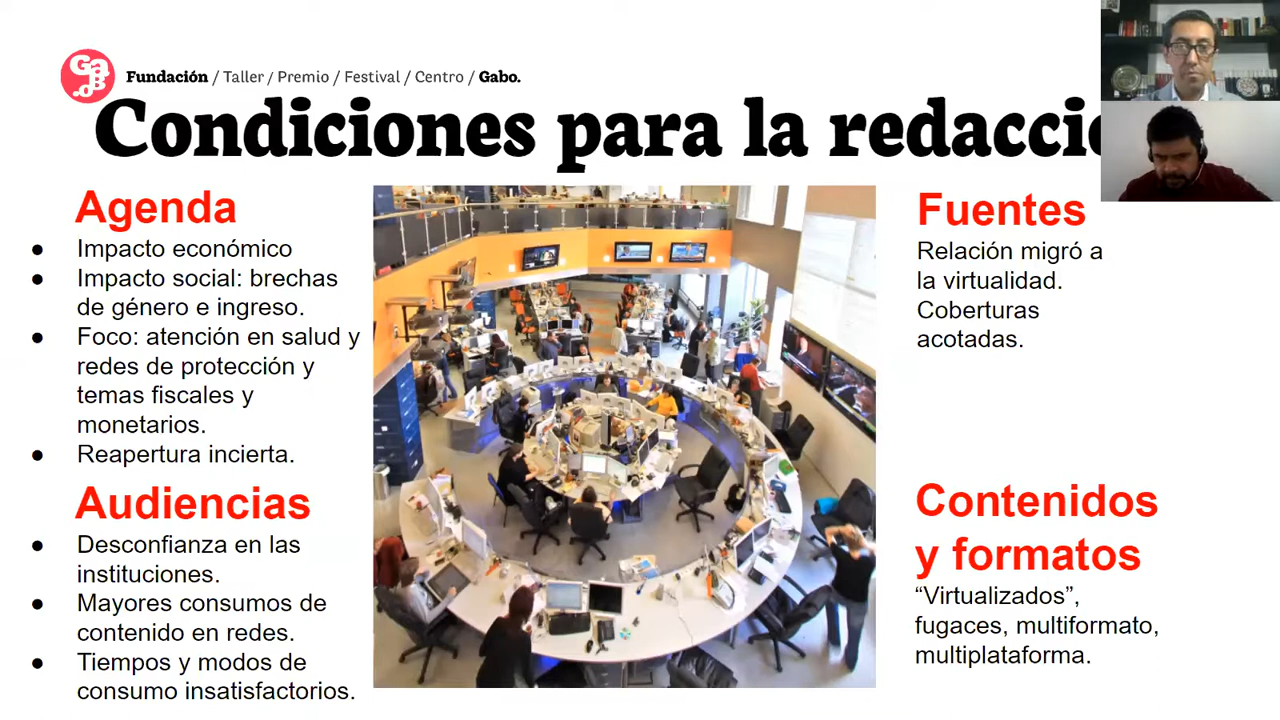 Gabo.
Fundación / Taller / Premio / Festival / Centro / Gabo.
Condiciones para la redacci
Agenda
● Impacto económico
● Impacto social: brechas
de género e ingreso.
● Foco: atención en salud y
redes de protección y
temas fiscales y
monetarios.
● Reapertura incierta.
Audiencias
● Desconfianza en las
instituciones.
● Mayores consumos de
contenido en redes.
● Tiempos y modos de
consumo insatisfactorios.
Fuentes
Relación migró a
la virtualidad.
Coberturas
acotadas.
Contenidos
y formatos
“Virtualizados”,
fugaces, multiformato,
multiplataforma.